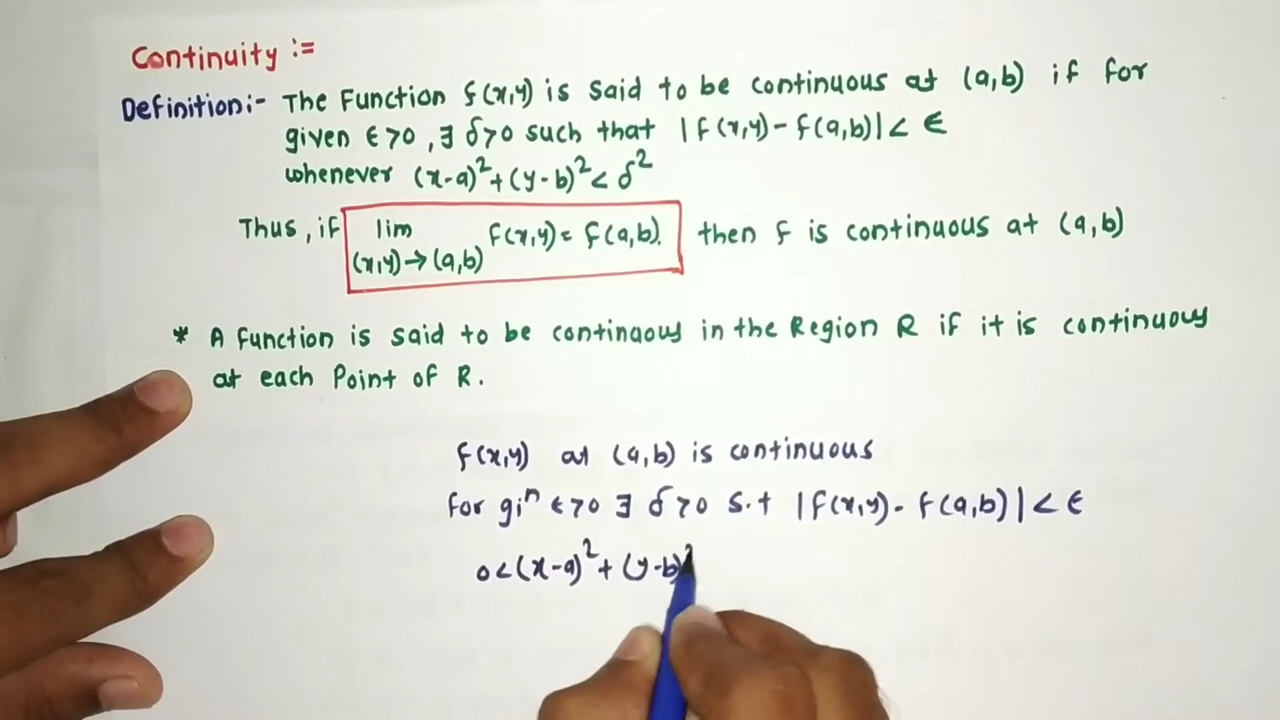 Continuity :=
Definition:- The Function f(x,y) is said to be continuous at (a,b) if for
given ϵ>0, ∃ δ>0 such that |f(x,y)-f(a,b)|< ϵ
whenever (x-a)²+(y-b)²< δ²
Thus, if lim f(x,y)= f(a,b). then f is continuous at (a,b)
(x,y)→(a,b)
* A Function is said to be continuous in the Region R if it is continuous
at each Point of R.
f(x,y) at (a,b) is continuous
for giⁿ ϵ>0 ∃ δ>0 s.t |f(x,y)- f(a,b)|< ϵ
0<(x-a)²+(y-b)²